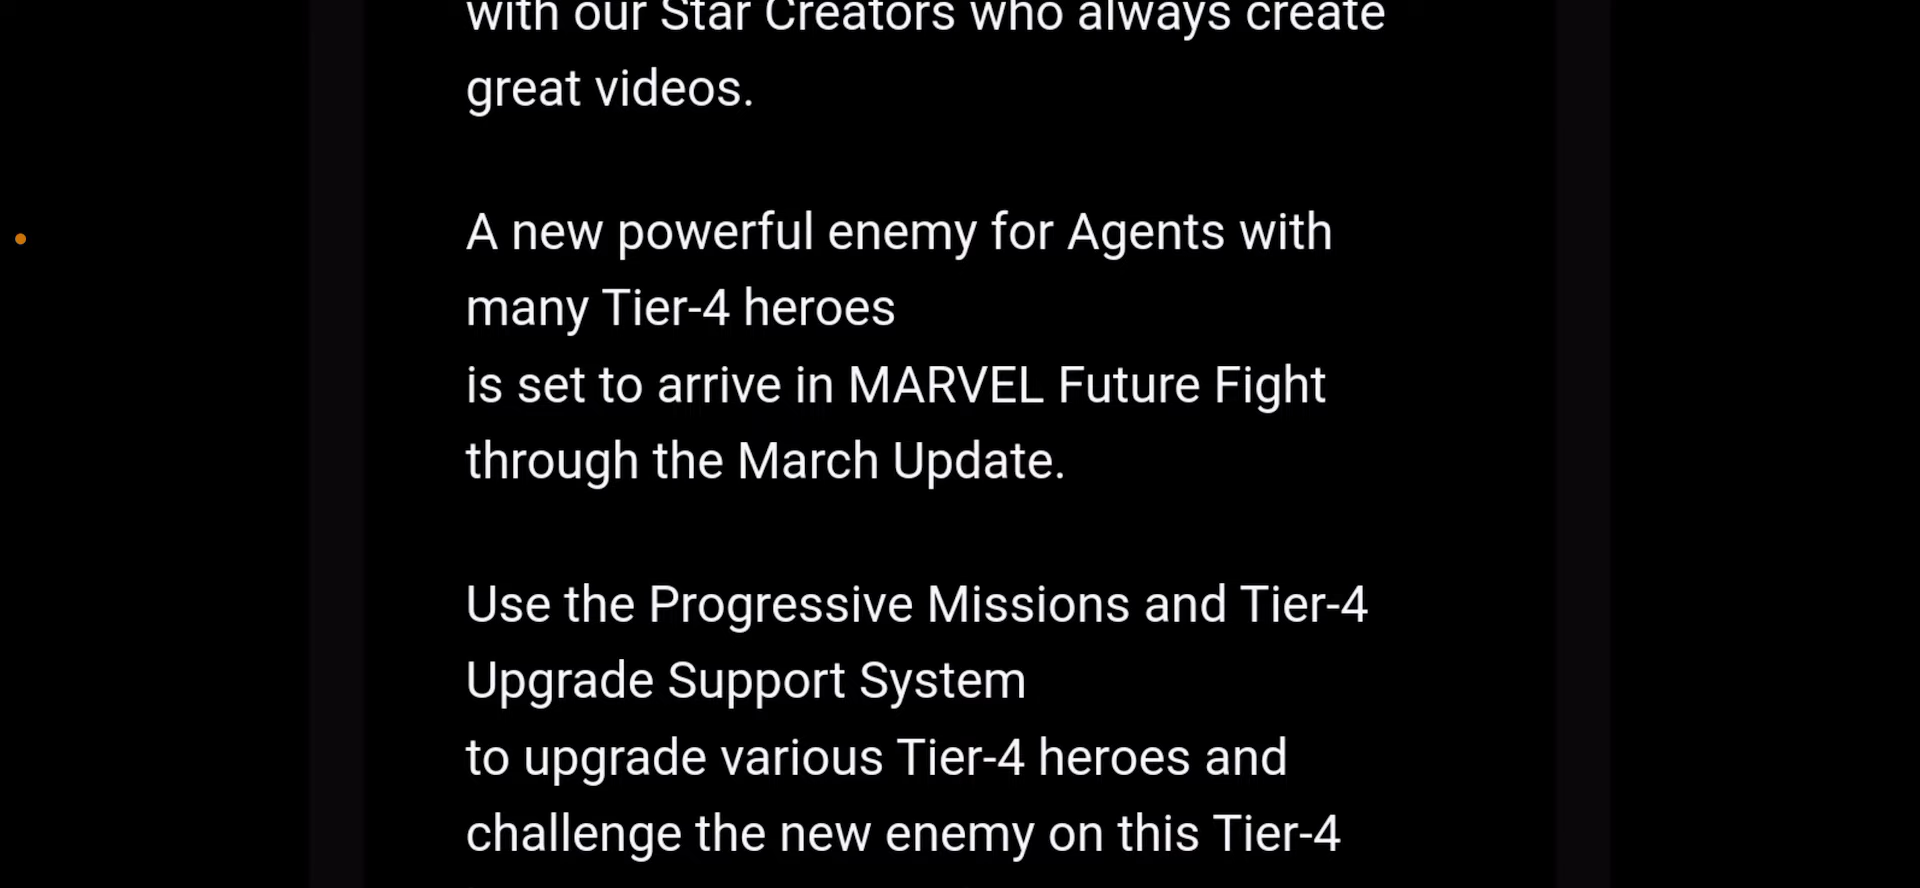 with our Star Creators who always create
great videos.
A new powerful enemy for Agents with
many Tier-4 heroes
is set to arrive in MARVEL Future Fight
through the March Update.
Use the Progressive Missions and Tier-4
Upgrade Support System
to upgrade various Tier-4 heroes and
challenge the new enemy on this Tier-4